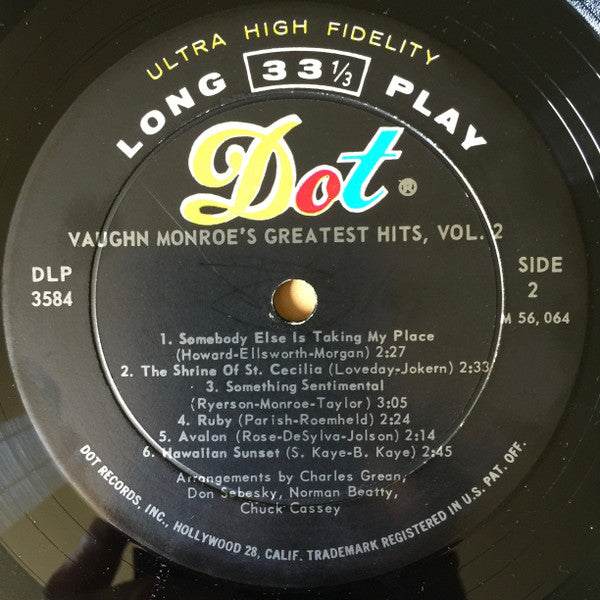 ULTRA HIGH FIDELITY
LONG 33 1/3 PLAY
Dot®
VAUGHN MONROE'S GREATEST HITS, VOL. 2
DLP
3584
SIDE
2
M 56,064
1. Somebody Else Is Taking My Place
(Howard-Ellsworth-Morgan) 2:27
2. The Shrine Of St. Cecilia (Loveday-Jokern) 2:33
3. Something Sentimental
(Ryerson-Monroe-Taylor) 3:05
4. Ruby (Parish-Roemheld) 2:24
5. Avalon (Rose-DeSylva-Jolson) 2:14
6. Hawaiian Sunset (S. Kaye-B. Kaye) 2:45
Arrangements by Charles Grean,
Don Sebesky, Norman Beatty,
Chuck Cassey
DOT RECORDS, INC., HOLLYWOOD 28, CALIF. TRADEMARK REGISTERED IN U.S. PAT. OFF.